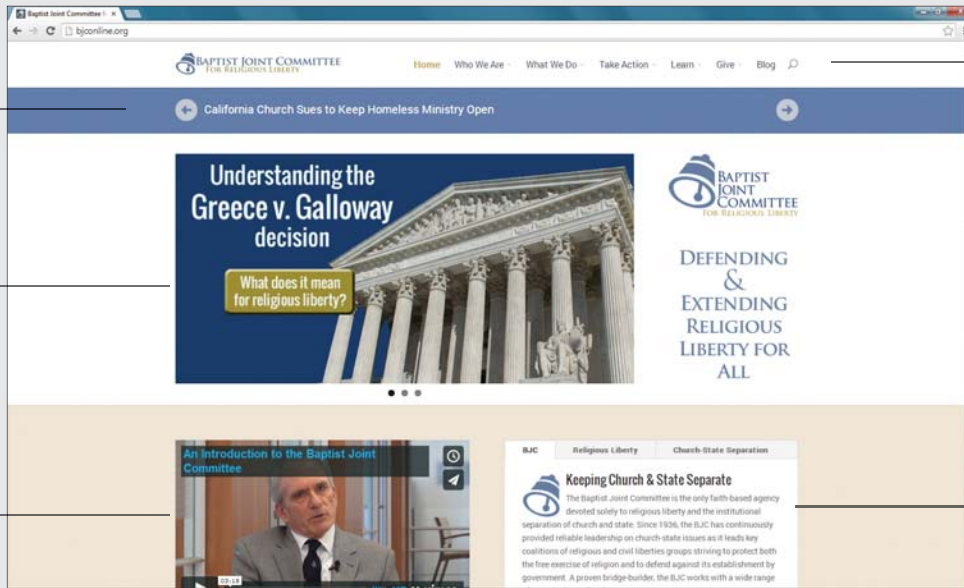 Baptist Joint Committee
bjconline.org
BAPTIST JOINT COMMITTEE
FOR RELIGIOUS LIBERTY
Home Who We Are What We Do Take Action Learn Give Blog
California Church Sues to Keep Homeless Ministry Open
Understanding the
Greece v. Galloway
decision
What does it mean
for religious liberty?
BAPTIST
JOINT
COMMITTEE
FOR RELIGIOUS LIBERTY
DEFENDING
&
EXTENDING
RELIGIOUS
LIBERTY FOR
ALL
An Introduction to the Baptist Joint
Committee
03:18
BJC Religious Liberty Church-State Separation
Keeping Church & State Separate
The Baptist Joint Committee is the only faith-based agency
devoted solely to religious liberty and the institutional
separation of church and state. Since 1936, the BJC has continuously
provided reliable leadership on church-state issues as it leads key
coalitions of religious and civil liberties groups striving to protect both
the free exercise of religion and to defend against its establishment by
government. A proven bridge-builder, the BJC works with a wide range